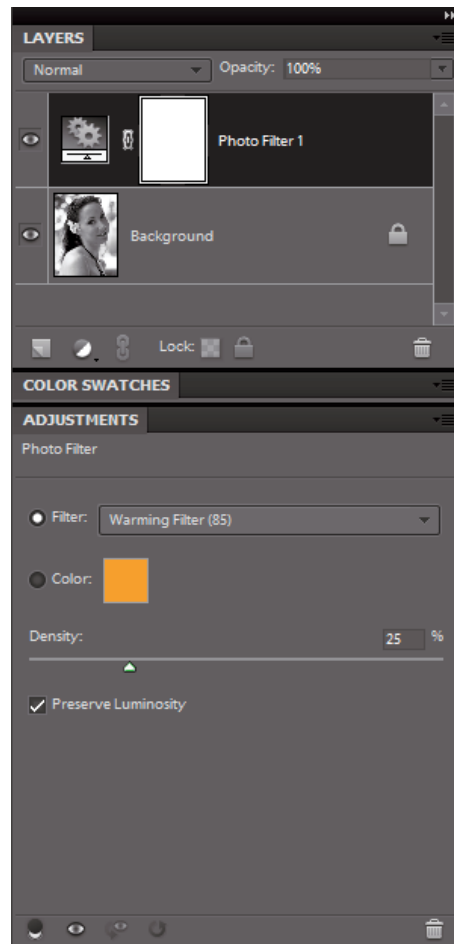 LAYERS
Normal Opacity: 100%
Photo Filter 1
Background
Lock:
COLOR SWATCHES
ADJUSTMENTS
Photo Filter
Filter: Warming Filter (85)
Color:
Density: 25 %
Preserve Luminosity